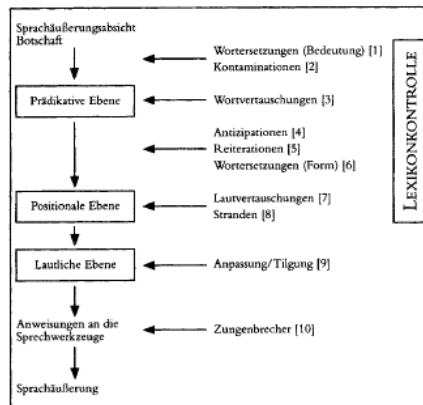 Sprachäußerungsabsicht
Botschaft
Wortersetzungen (Bedeutung) [1]
Kontaminationen [2]
Prädikative Ebene
Wortvertauschungen [3]
Antizipationen [4]
Reiterationen [5]
Wortersetzungen (Form) [6]
Positionale Ebene
Lautvertauschungen [7]
Stranden [8]
Lautliche Ebene
Anpassung/Tilgung [9]
Anweisungen an die
Sprechwerkzeuge
Zungenbrecher [10]
Sprachäußerung
LEXIKONKONTROLLE